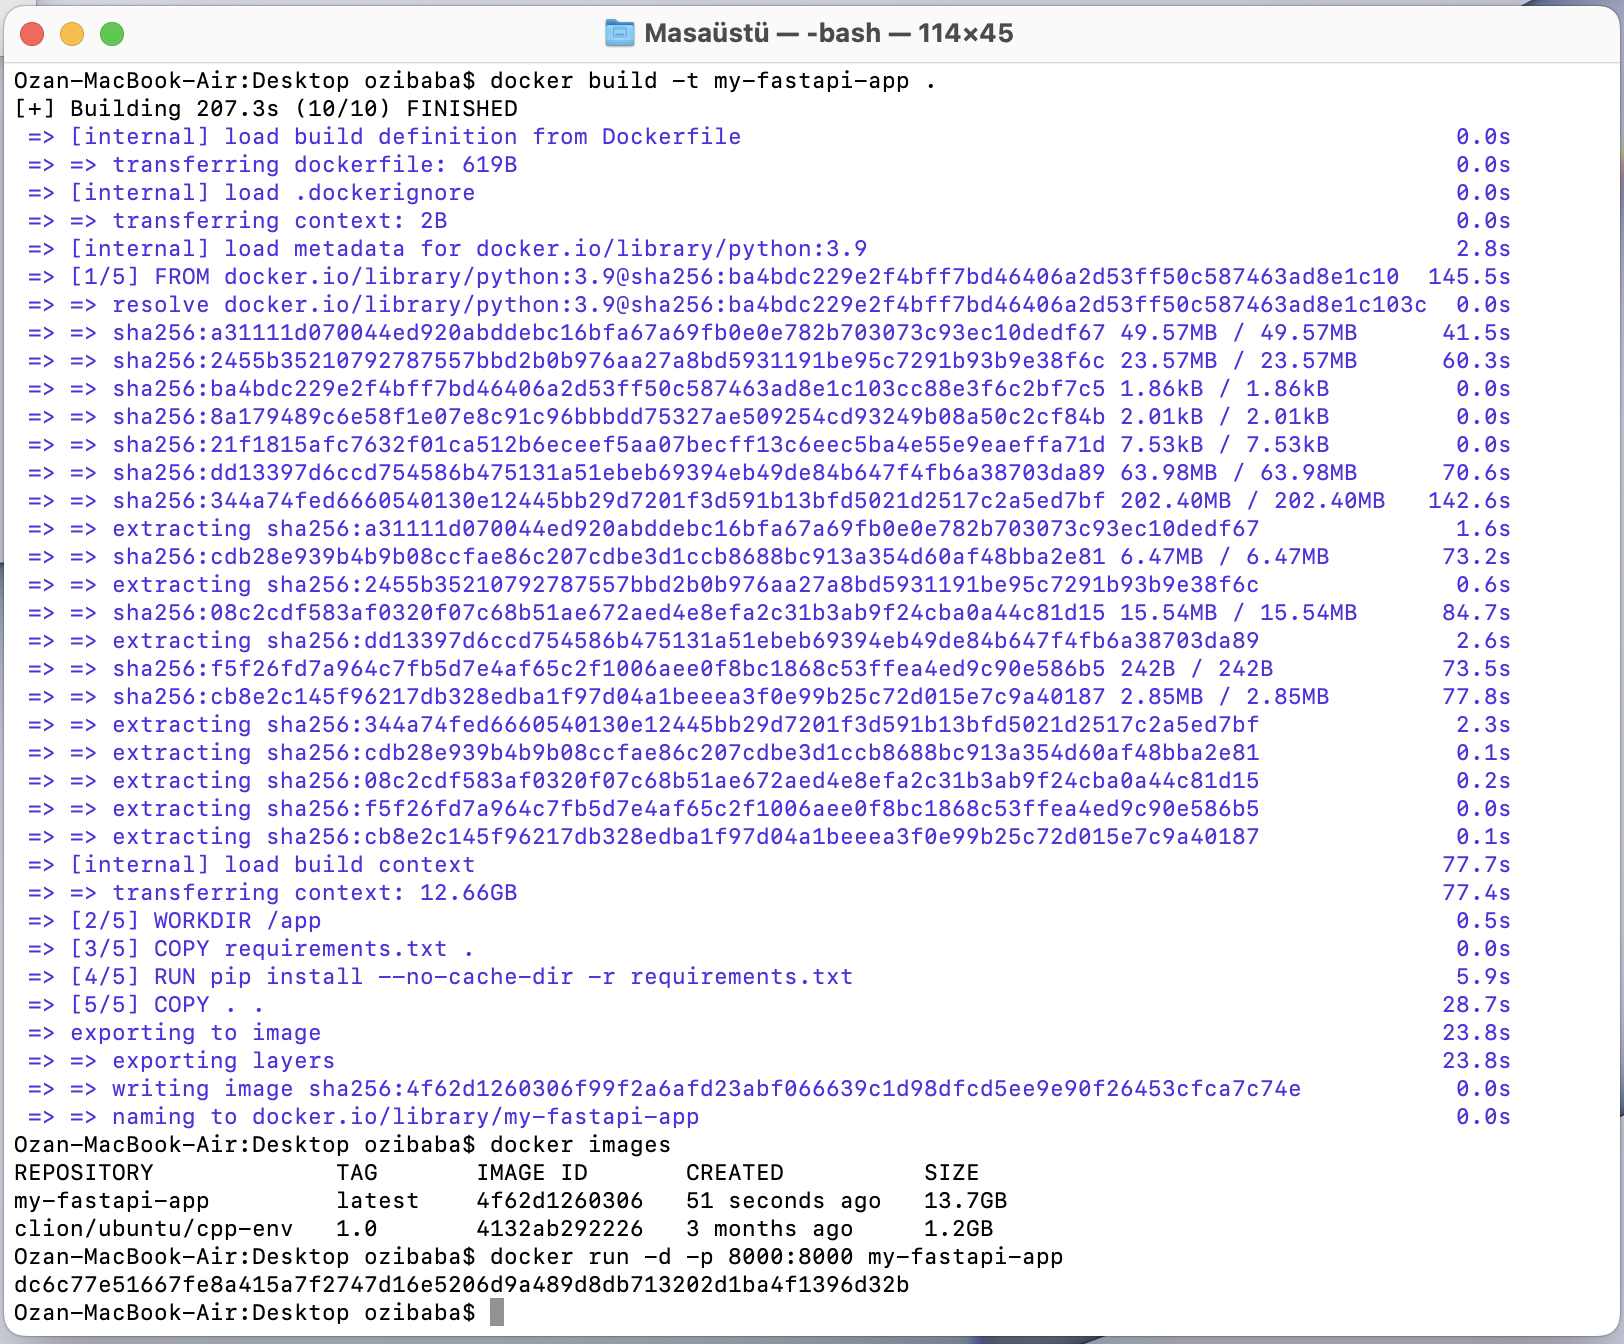 Masaüstü — -bash — 114×45
Ozan-MacBook-Air:Desktop ozibaba$ docker build -t my-fastapi-app .
[+] Building 207.3s (10/10) FINISHED
=> [internal] load build definition from Dockerfile 0.0s
=> => transferring dockerfile: 619B 0.0s
=> [internal] load .dockerignore 0.0s
=> => transferring context: 2B 0.0s
=> [internal] load metadata for docker.io/library/python:3.9 2.8s
=> [1/5] FROM docker.io/library/python:3.9@sha256:ba4bdc229e2f4bff7bd46406a2d53ff50c587463ad8e1c10 145.5s
=> => resolve docker.io/library/python:3.9@sha256:ba4bdc229e2f4bff7bd46406a2d53ff50c587463ad8e1c103c 0.0s
=> => sha256:a31111d070044ed920abddebc16bfa67a69fb0e0e782b703073c93ec10dedf67 49.57MB / 49.57MB 41.5s
=> => sha256:2455b35210792787557bbd2b0b976aa27a8bd5931191be95c7291b93b9e38f6c 23.57MB / 23.57MB 60.3s
=> => sha256:ba4bdc229e2f4bff7bd46406a2d53ff50c587463ad8e1c103cc88e3f6c2bf7c5 1.86kB / 1.86kB 0.0s
=> => sha256:8a179489c6e58f1e07e8c91c96bbbdd75327ae509254cd93249b08a50c2cf84b 2.01kB / 2.01kB 0.0s
=> => sha256:21f1815afc7632f01ca512b6eceef5aa07becff13c6eec5ba4e55e9eaeffa71d 7.53kB / 7.53kB 0.0s
=> => sha256:dd13397d6ccd754586b475131a51ebeb69394eb49de84b647f4fb6a38703da89 63.98MB / 63.98MB 70.6s
=> => sha256:344a74fed6660540130e12445bb29d7201f3d591b13bfd5021d2517c2a5ed7bf 202.40MB / 202.40MB 142.6s
=> => extracting sha256:a31111d070044ed920abddebc16bfa67a69fb0e0e782b703073c93ec10dedf67 1.6s
=> => sha256:cdb28e939b4b9b08ccfae86c207cdbe3d1ccb8688bc913a354d60af48bba2e81 6.47MB / 6.47MB 73.2s
=> => extracting sha256:2455b35210792787557bbd2b0b976aa27a8bd5931191be95c7291b93b9e38f6c 0.6s
=> => sha256:08c2cdf583af0320f07c68b51ae672aed4e8efa2c31b3ab9f24cba0a44c81d15 15.54MB / 15.54MB 84.7s
=> => extracting sha256:dd13397d6ccd754586b475131a51ebeb69394eb49de84b647f4fb6a38703da89 2.6s
=> => sha256:f5f26fd7a964c7fb5d7e4af65c2f1006aee0f8bc1868c53ffea4ed9c90e586b5 242B / 242B 73.5s
=> => sha256:cb8e2c145f96217db328edba1f97d04a1beeea3f0e99b25c72d015e7c9a40187 2.85MB / 2.85MB 77.8s
=> => extracting sha256:344a74fed6660540130e12445bb29d7201f3d591b13bfd5021d2517c2a5ed7bf 2.3s
=> => extracting sha256:cdb28e939b4b9b08ccfae86c207cdbe3d1ccb8688bc913a354d60af48bba2e81 0.1s
=> => extracting sha256:08c2cdf583af0320f07c68b51ae672aed4e8efa2c31b3ab9f24cba0a44c81d15 0.2s
=> => extracting sha256:f5f26fd7a964c7fb5d7e4af65c2f1006aee0f8bc1868c53ffea4ed9c90e586b5 0.0s
=> => extracting sha256:cb8e2c145f96217db328edba1f97d04a1beeea3f0e99b25c72d015e7c9a40187 0.1s
=> [internal] load build context 77.7s
=> => transferring context: 12.66GB 77.4s
=> [2/5] WORKDIR /app 0.5s
=> [3/5] COPY requirements.txt . 0.0s
=> [4/5] RUN pip install --no-cache-dir -r requirements.txt 5.9s
=> [5/5] COPY . . 28.7s
=> exporting to image 23.8s
=> => exporting layers 23.8s
=> => writing image sha256:4f62d1260306f99f2a6afd23abf066639c1d98dfcd5ee9e90f26453cfca7c74e 0.0s
=> => naming to docker.io/library/my-fastapi-app 0.0s
Ozan-MacBook-Air:Desktop ozibaba$ docker images
REPOSITORY TAG IMAGE ID CREATED SIZE
my-fastapi-app latest 4f62d1260306 51 seconds ago 13.7GB
clion/ubuntu/cpp-env 1.0 4132ab292226 3 months ago 1.2GB
Ozan-MacBook-Air:Desktop ozibaba$ docker run -d -p 8000:8000 my-fastapi-app
dc6c77e51667fe8a415a7f2747d16e5206d9a489d8db713202d1ba4f1396d32b
Ozan-MacBook-Air:Desktop ozibaba$